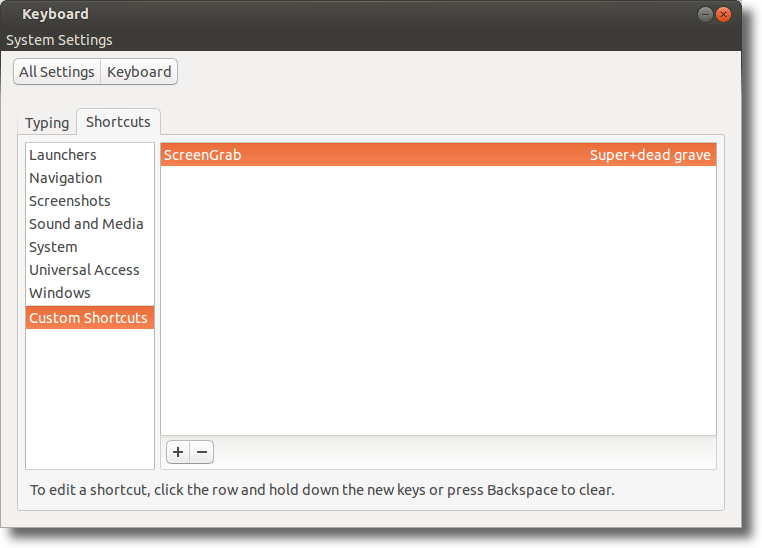 Keyboard
System Settings
All Settings Keyboard
Typing Shortcuts
Launchers
Navigation
Screenshots
Sound and Media
System
Universal Access
Windows
Custom Shortcuts
ScreenGrab Super+dead grave
+ −
To edit a shortcut, click the row and hold down the new keys or press Backspace to clear.